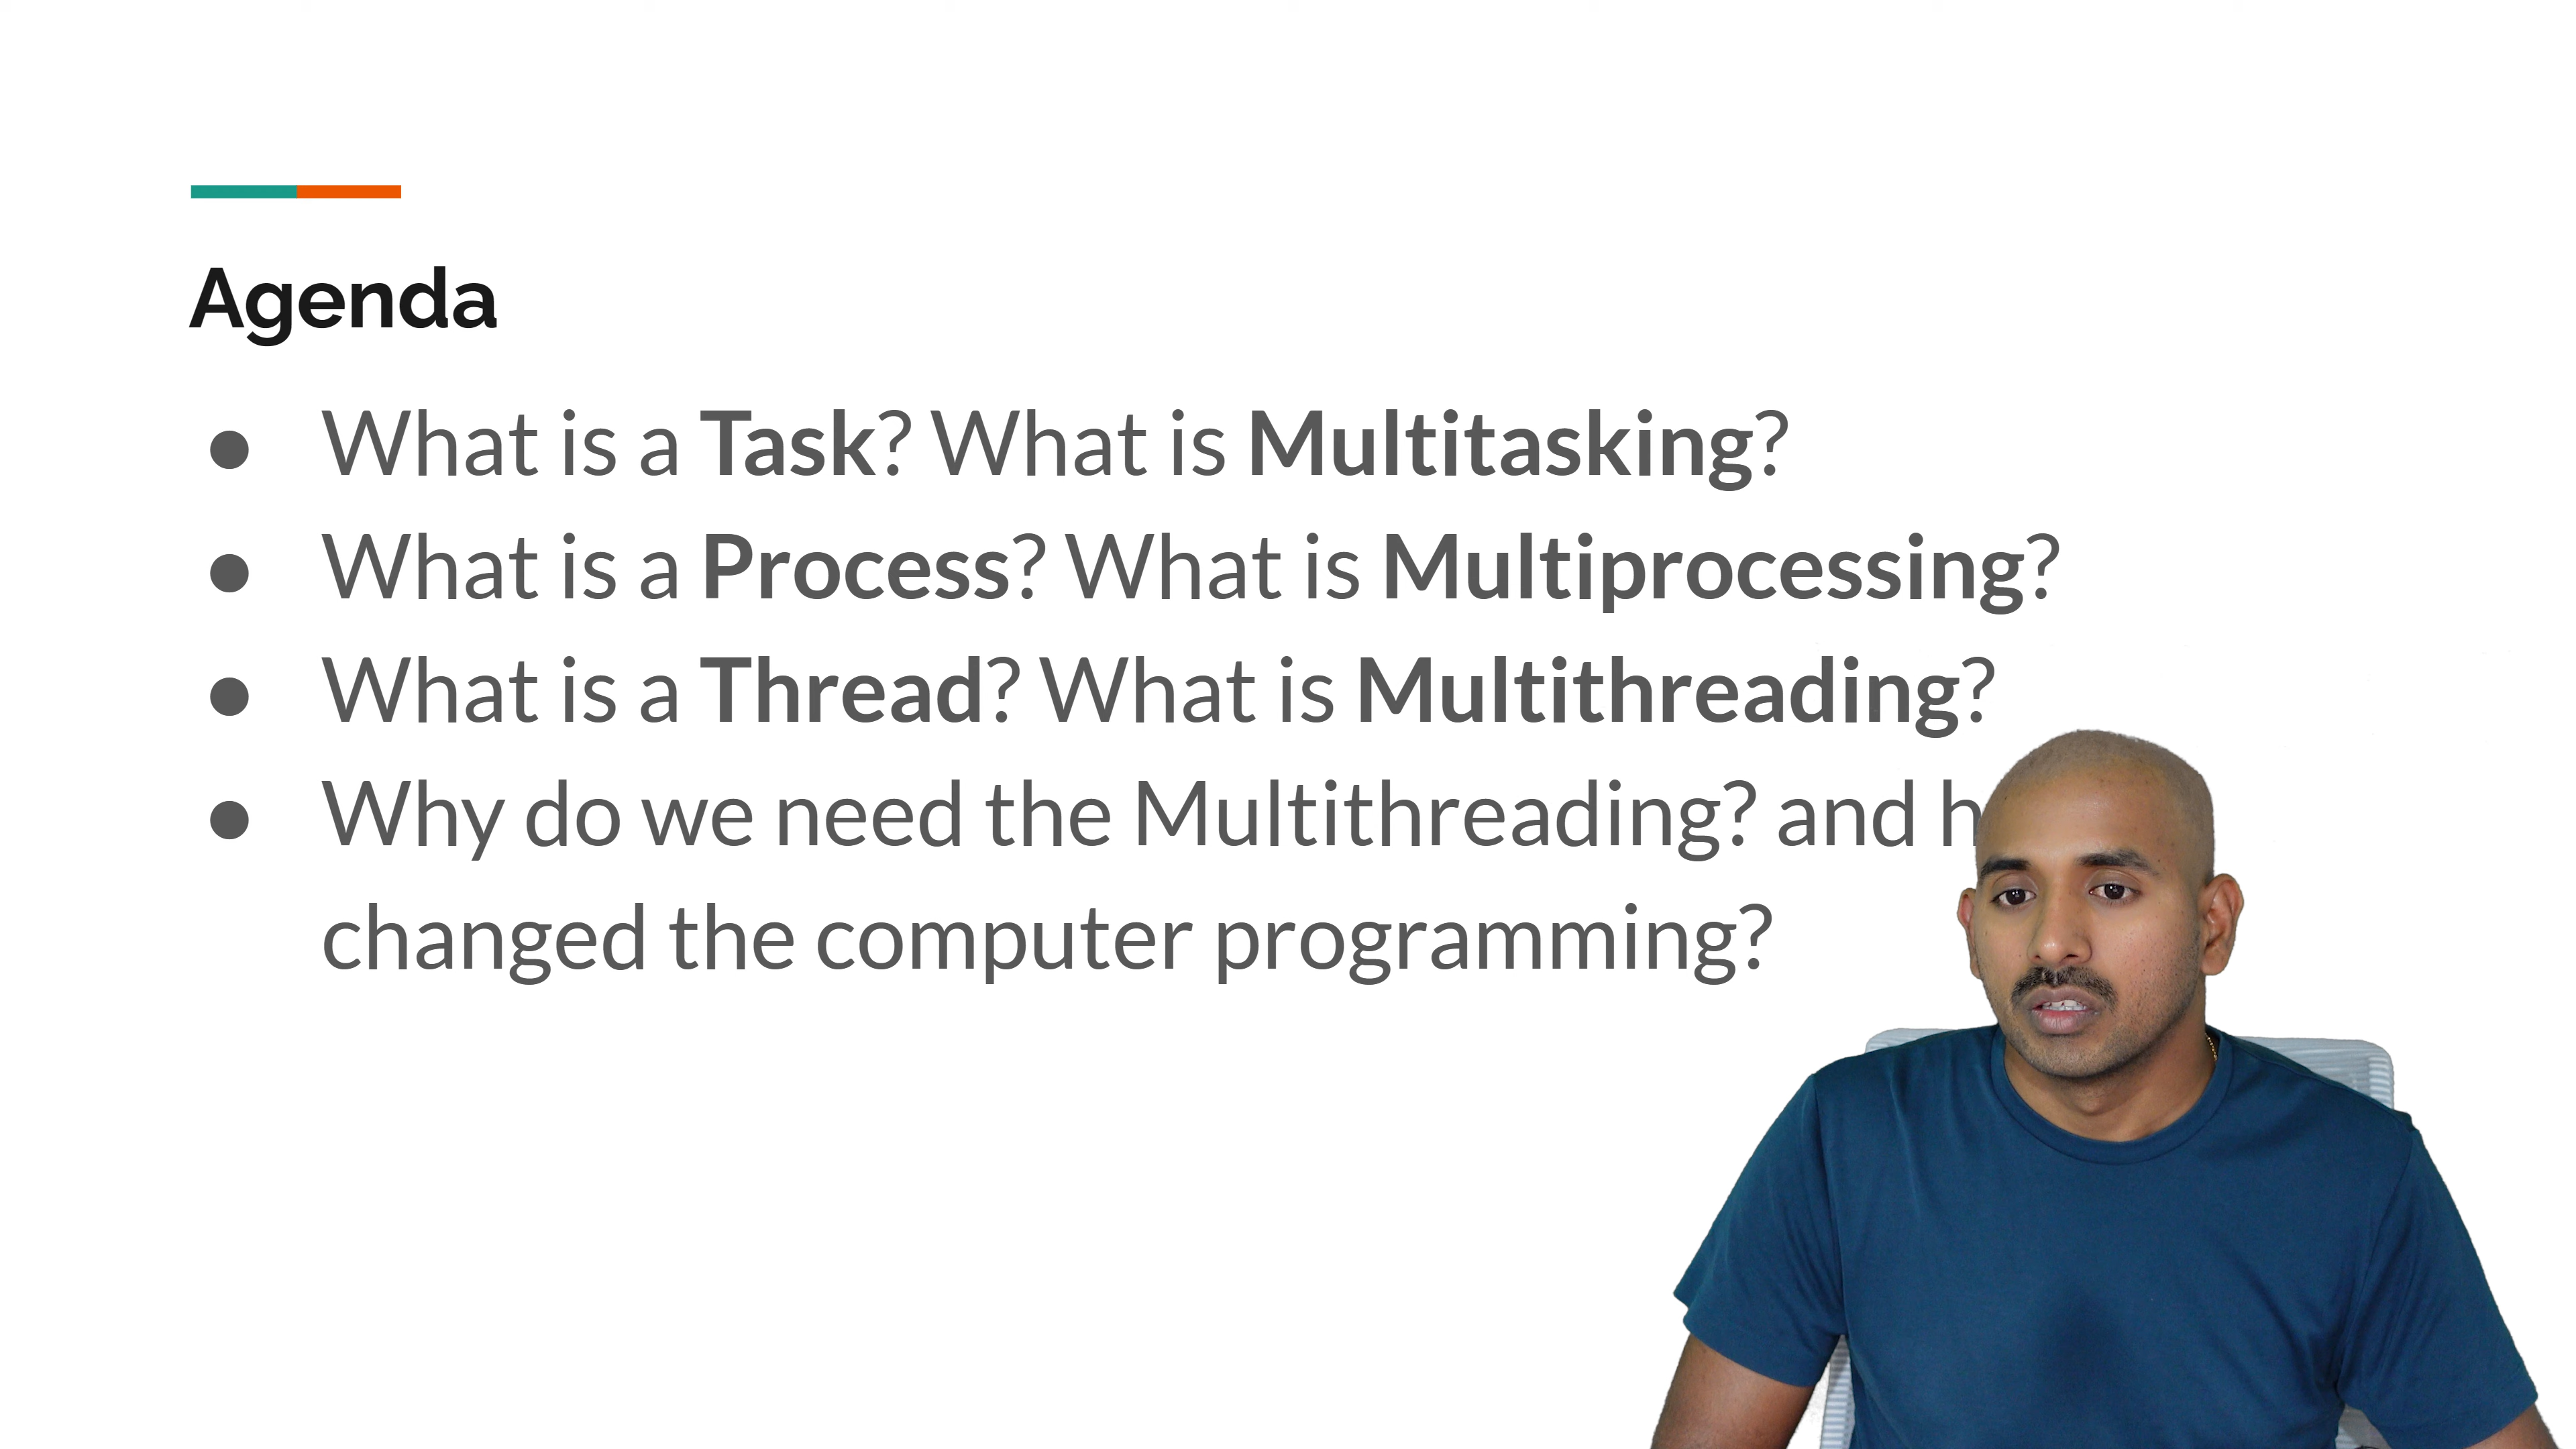 Agenda
What is a Task? What is Multitasking?
What is a Process? What is Multiprocessing?
What is a Thread? What is Multithreading?
Why do we need the Multithreading? and
changed the computer programming?